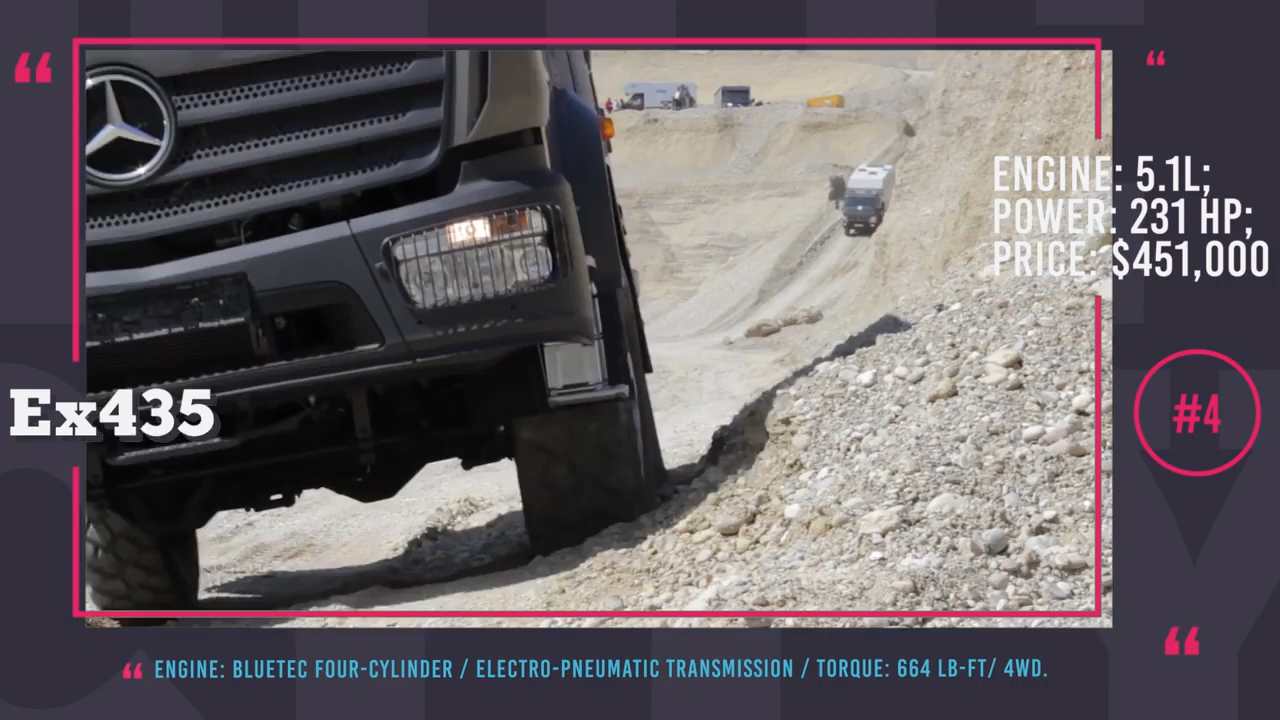 ENGINE: 5.1L;
POWER: 231 HP;
PRICE: $451,000
Ex435
#4
“ ENGINE: BLUETEC FOUR-CYLINDER / ELECTRO-PNEUMATIC TRANSMISSION / TORQUE: 664 LB-FT/ 4WD.